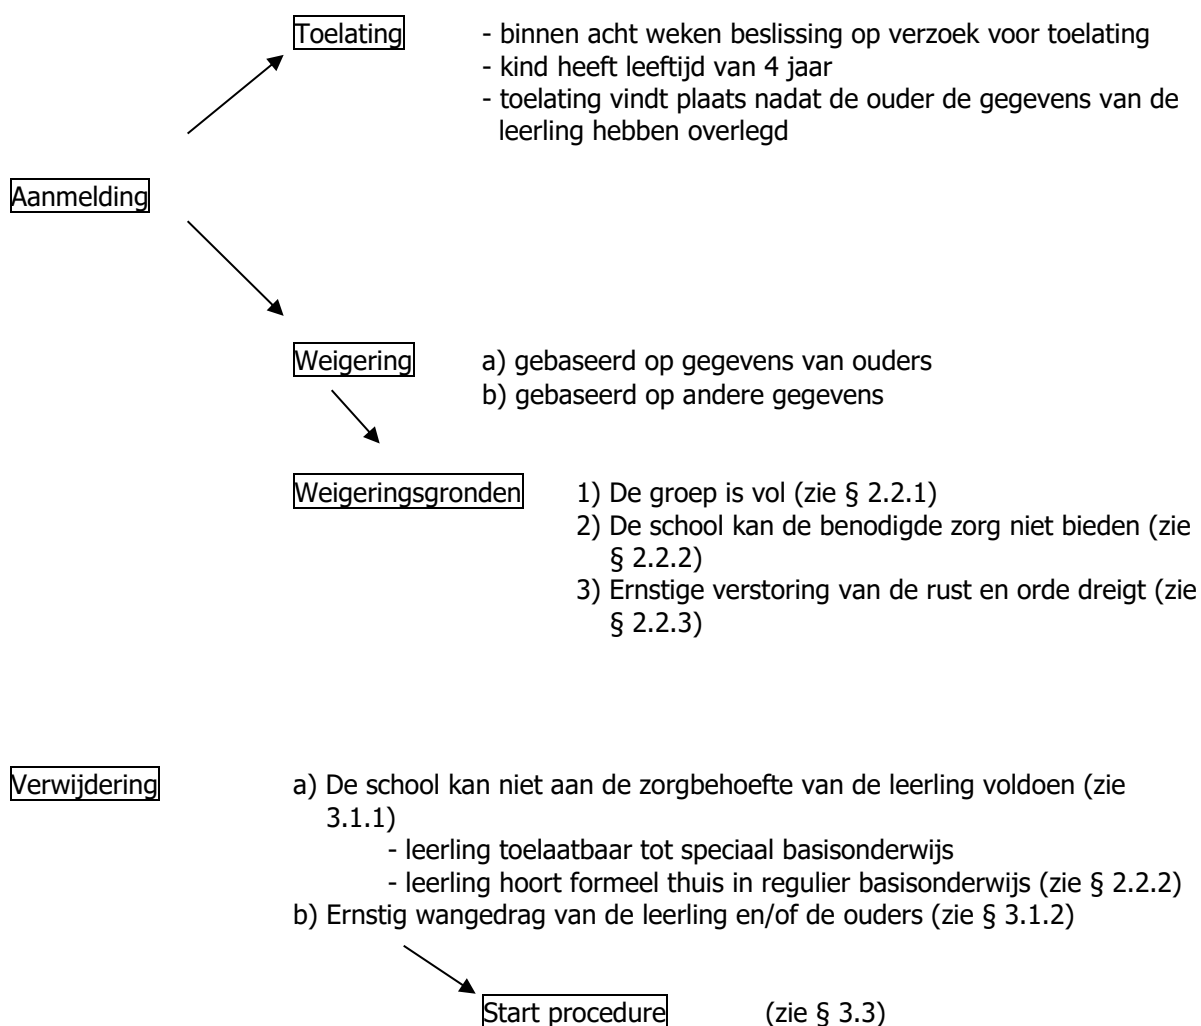 Toelating - binnen acht weken beslissing op verzoek voor toelating
- kind heeft leeftijd van 4 jaar
- toelating vindt plaats nadat de ouder de gegevens van de
leerling hebben overlegd
Aanmelding
Weigering a) gebaseerd op gegevens van ouders
b) gebaseerd op andere gegevens
Weigeringsgronden 1) De groep is vol (zie § 2.2.1)
2) De school kan de benodigde zorg niet bieden (zie
§ 2.2.2)
3) Ernstige verstoring van de rust en orde dreigt (zie
§ 2.2.3)
Verwijdering a) De school kan niet aan de zorgbehoefte van de leerling voldoen (zie
3.1.1)
- leerling toelaatbaar tot speciaal basisonderwijs
- leerling hoort formeel thuis in regulier basisonderwijs (zie § 2.2.2)
b) Ernstig wangedrag van de leerling en/of de ouders (zie § 3.1.2)
Start procedure (zie § 3.3)